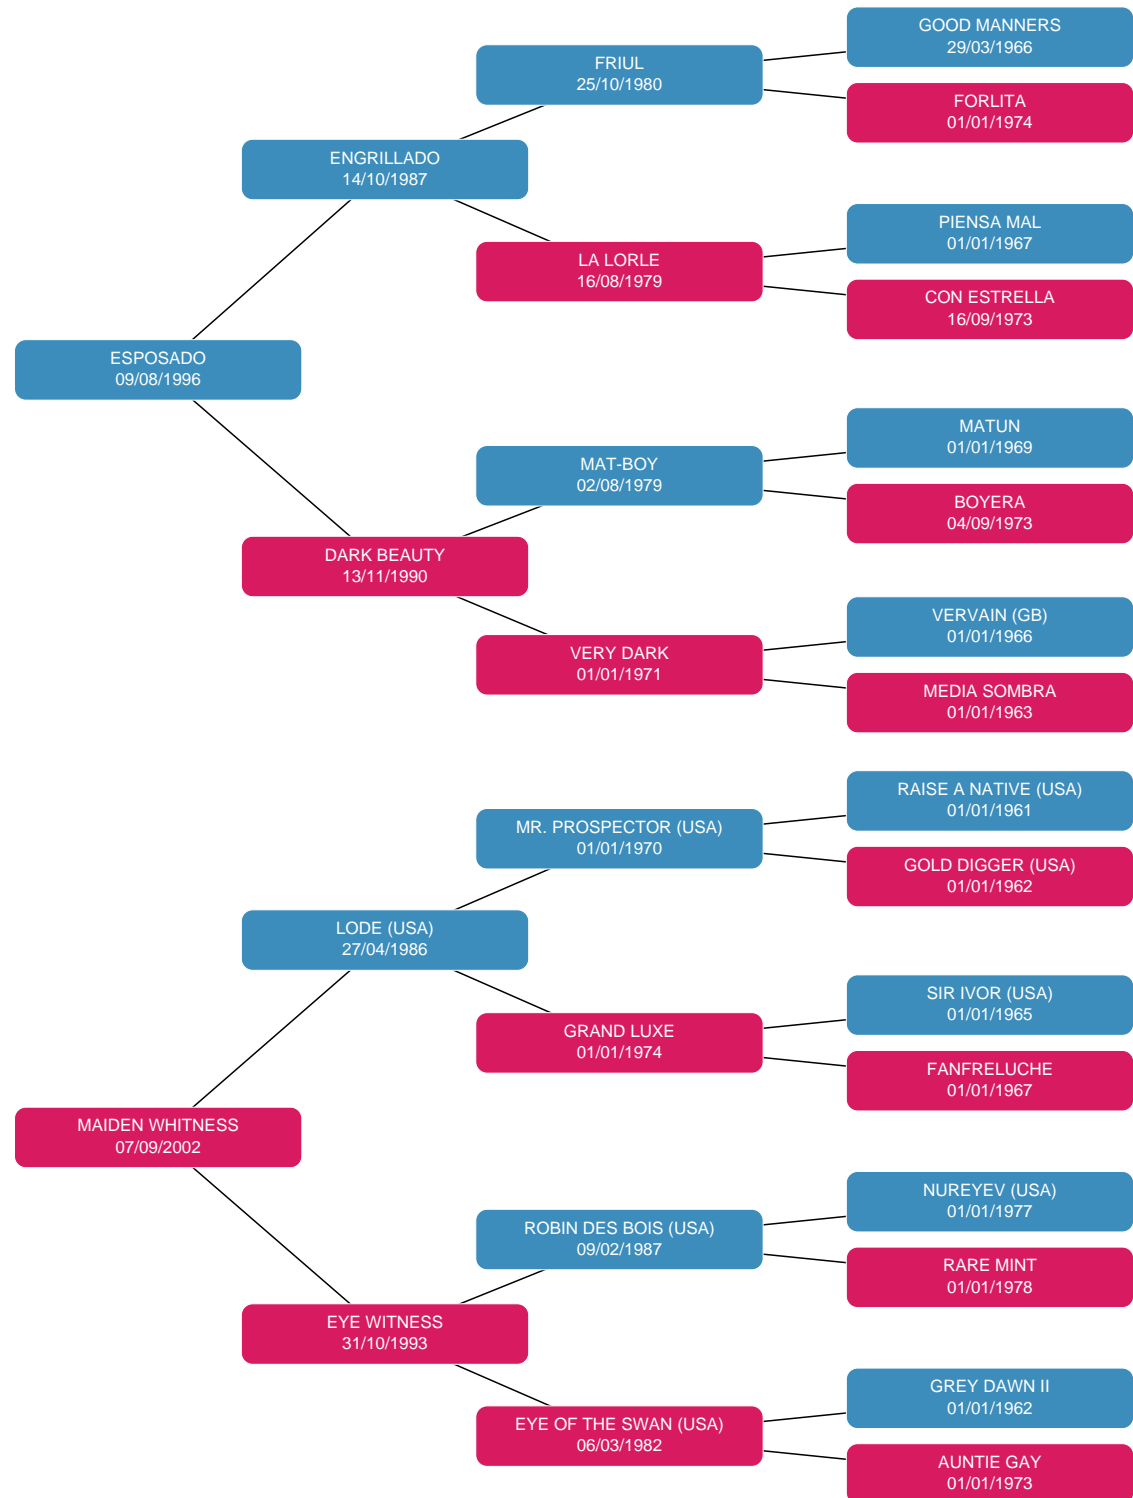 GOOD MANNERS
29/03/1966
FRIUL
25/10/1980
FORLITA
01/01/1974
ENGRILLADO
14/10/1987
PIENSA MAL
01/01/1967
LA LORLE
16/08/1979
CON ESTRELLA
16/09/1973
ESPOSADO
09/08/1996
MATUN
01/01/1969
MAT-BOY
02/08/1979
BOYERA
04/09/1973
DARK BEAUTY
13/11/1990
VERVAIN (GB)
01/01/1966
VERY DARK
01/01/1971
MEDIA SOMBRA
01/01/1963
RAISE A NATIVE (USA)
01/01/1961
MR. PROSPECTOR (USA)
01/01/1970
GOLD DIGGER (USA)
01/01/1962
LODE (USA)
27/04/1986
SIR IVOR (USA)
01/01/1965
GRAND LUXE
01/01/1974
FANFRELUCHE
01/01/1967
MAIDEN WHITNESS
07/09/2002
NUREYEV (USA)
01/01/1977
ROBIN DES BOIS (USA)
09/02/1987
RARE MINT
01/01/1978
EYE WITNESS
31/10/1993
GREY DAWN II
01/01/1962
EYE OF THE SWAN (USA)
06/03/1982
AUNTIE GAY
01/01/1973